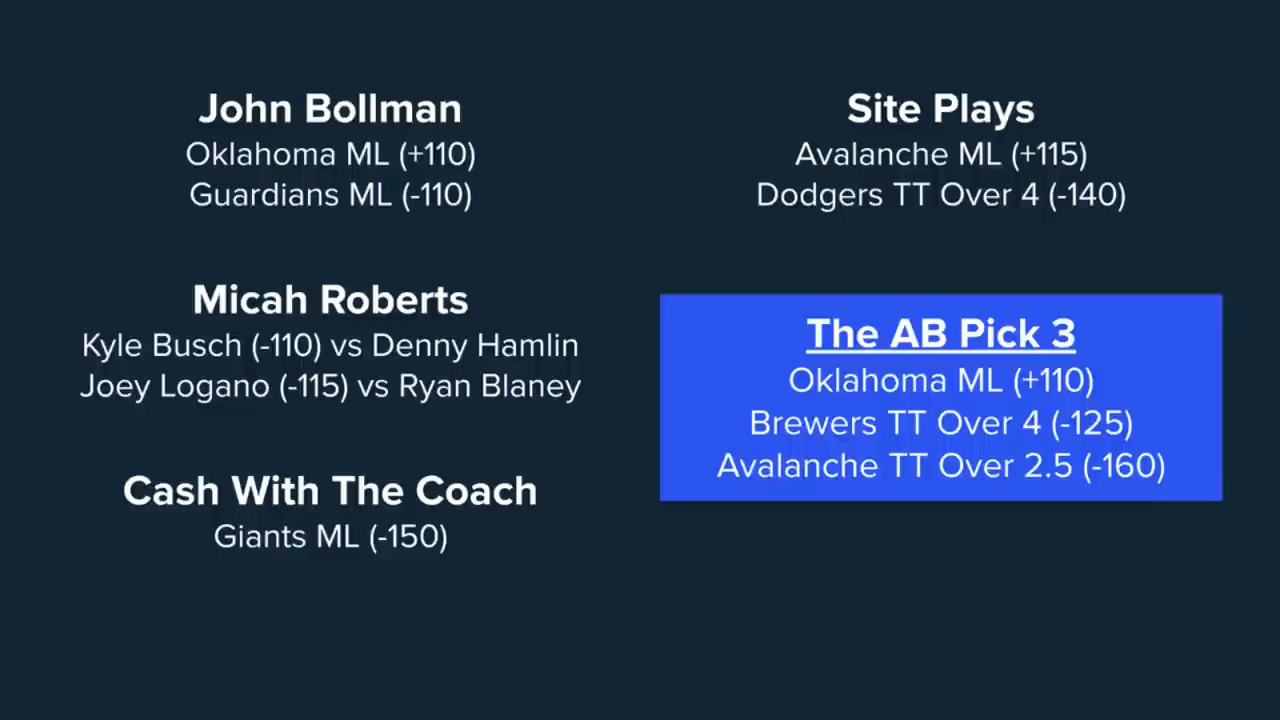 John Bollman
Oklahoma ML (+110)
Guardians ML (-110)
Micah Roberts
Kyle Busch (-110) vs Denny Hamlin
Joey Logano (-115) vs Ryan Blaney
Cash With The Coach
Giants ML (-150)
Site Plays
Avalanche ML (+115)
Dodgers TT Over 4 (-140)
The AB Pick 3
Oklahoma ML (+110)
Brewers TT Over 4 (-125)
Avalanche TT Over 2.5 (-160)